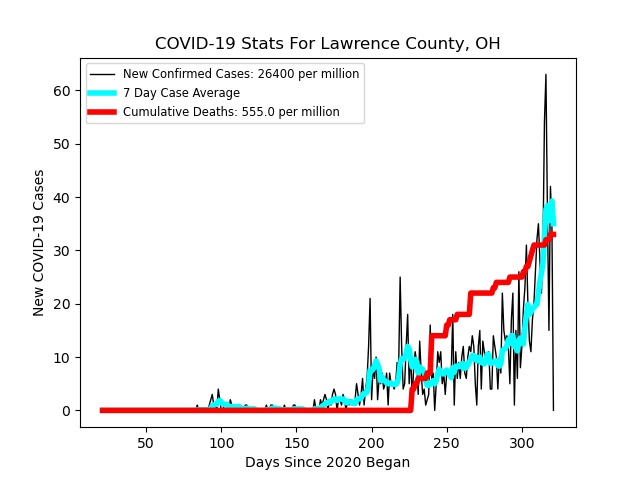 COVID-19 Stats For Lawrence County, OH
New Confirmed Cases: 26400 per million
7 Day Case Average
Cumulative Deaths: 555.0 per million
New COVID-19 Cases
60
50
40
30
20
10
0
50 100 150 200 250 300
Days Since 2020 Began